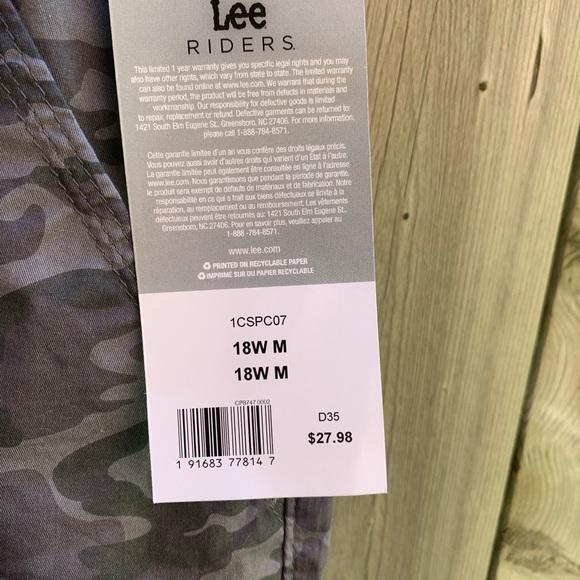 Lee
RIDERS
This limited 1 year warranty gives you specific legal rights and you may
also have other rights, which vary from state to state. The limited warranty
can also be found online at www.lee.com. We warrant that during the
warranty period, the product will be free from defects in materials and
workmanship. Our responsibility for defective goods is limited
to repair, replacement or refund. Defective garments can be returned to:
1421 South Elm Eugene St., Greensboro, NC 27406. For more information,
please call 1-888-784-8571.
Cette garantie limitée d'un an vous confère des droits légaux précis.
Vous pouvez aussi avoir d'autres droits qui varient d'un État à l'autre.
La garantie limitée peut également être consultée en ligne à l'adresse
www.lee.com. Nous garantissons que pendant la période de garantie,
le produit sera exempt de défauts de matériaux et de fabrication. Notre
responsabilité en ce qui a trait aux biens défectueux se limite à la
réparation, au remplacement ou au remboursement. Les vêtements
défectueux peuvent être retournés au: 1421 South Elm Eugene St.,
Greensboro, NC 27406. Pour en savoir plus, veuillez appeler au
1-888-784-8571.
www.lee.com
PRINTED ON RECYCLABLE PAPER
IMPRIMÉ SUR DU PAPIER RECYCLABLE
1CSPC07
18W M
18W M
CP8747 0002
D35
$27.98
1 91683 77814 7